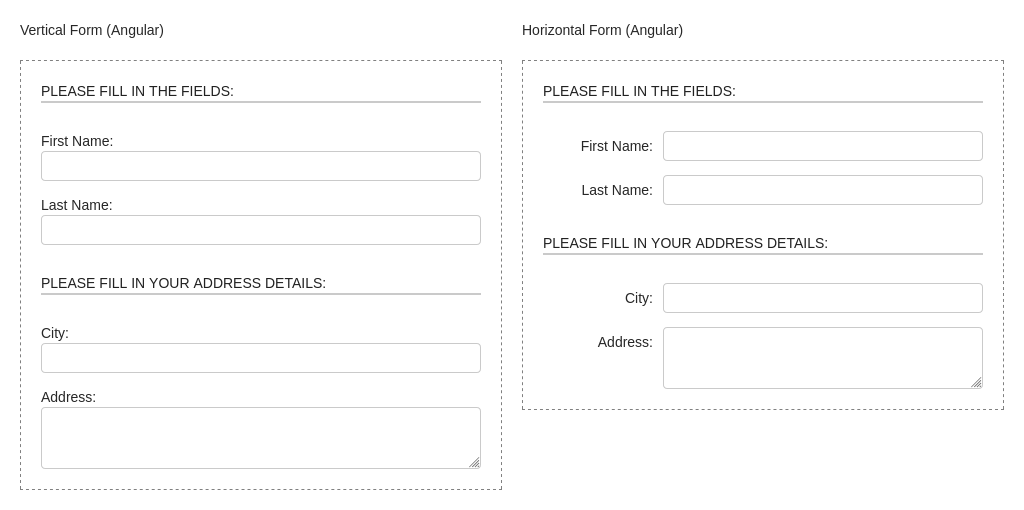 Vertical Form (Angular)
PLEASE FILL IN THE FIELDS:
First Name:
Last Name:
PLEASE FILL IN YOUR ADDRESS DETAILS:
City:
Address:
Horizontal Form (Angular)
PLEASE FILL IN THE FIELDS:
First Name:
Last Name:
PLEASE FILL IN YOUR ADDRESS DETAILS:
City:
Address: